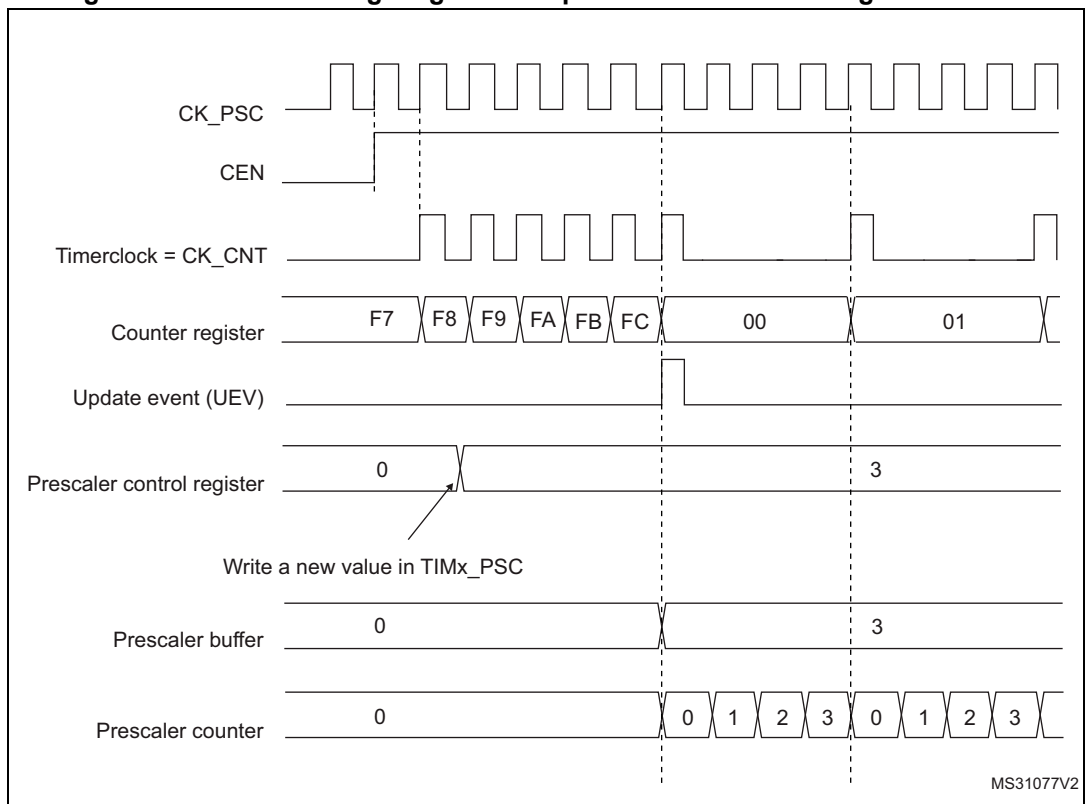 CK_PSC
CEN
Timerclock = CK_CNT
Counter register
F7 F8 F9 FA FB FC 00 01
Update event (UEV)
Prescaler control register
0 3
Write a new value in TIMx_PSC
Prescaler buffer
0 3
Prescaler counter
0 0 1 2 3 0 1 2 3
MS31077V2